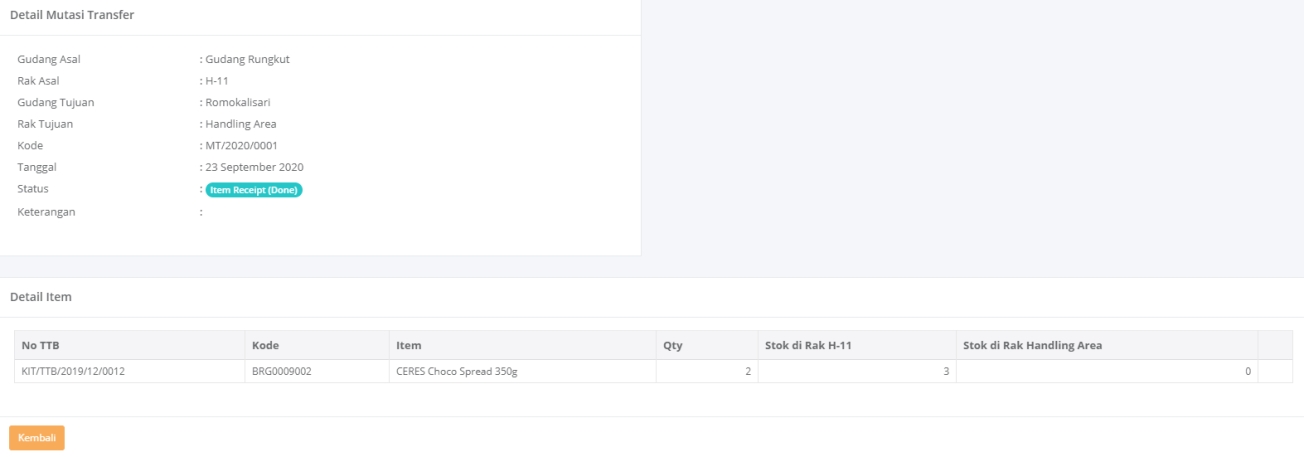 Detail Mutasi Transfer
Gudang Asal : Gudang Rungkut
Rak Asal : H-11
Gudang Tujuan : Romokalisari
Rak Tujuan : Handling Area
Kode : MT/2020/0001
Tanggal : 23 September 2020
Status : Item Receipt (Done)
Keterangan :
Detail Item
No TTB Kode Item Qty Stok di Rak H-11 Stok di Rak Handling Area
KIT/TTB/2019/12/0012 BRG0009002 CERES Choco Spread 350g 2 3 0
Kembali